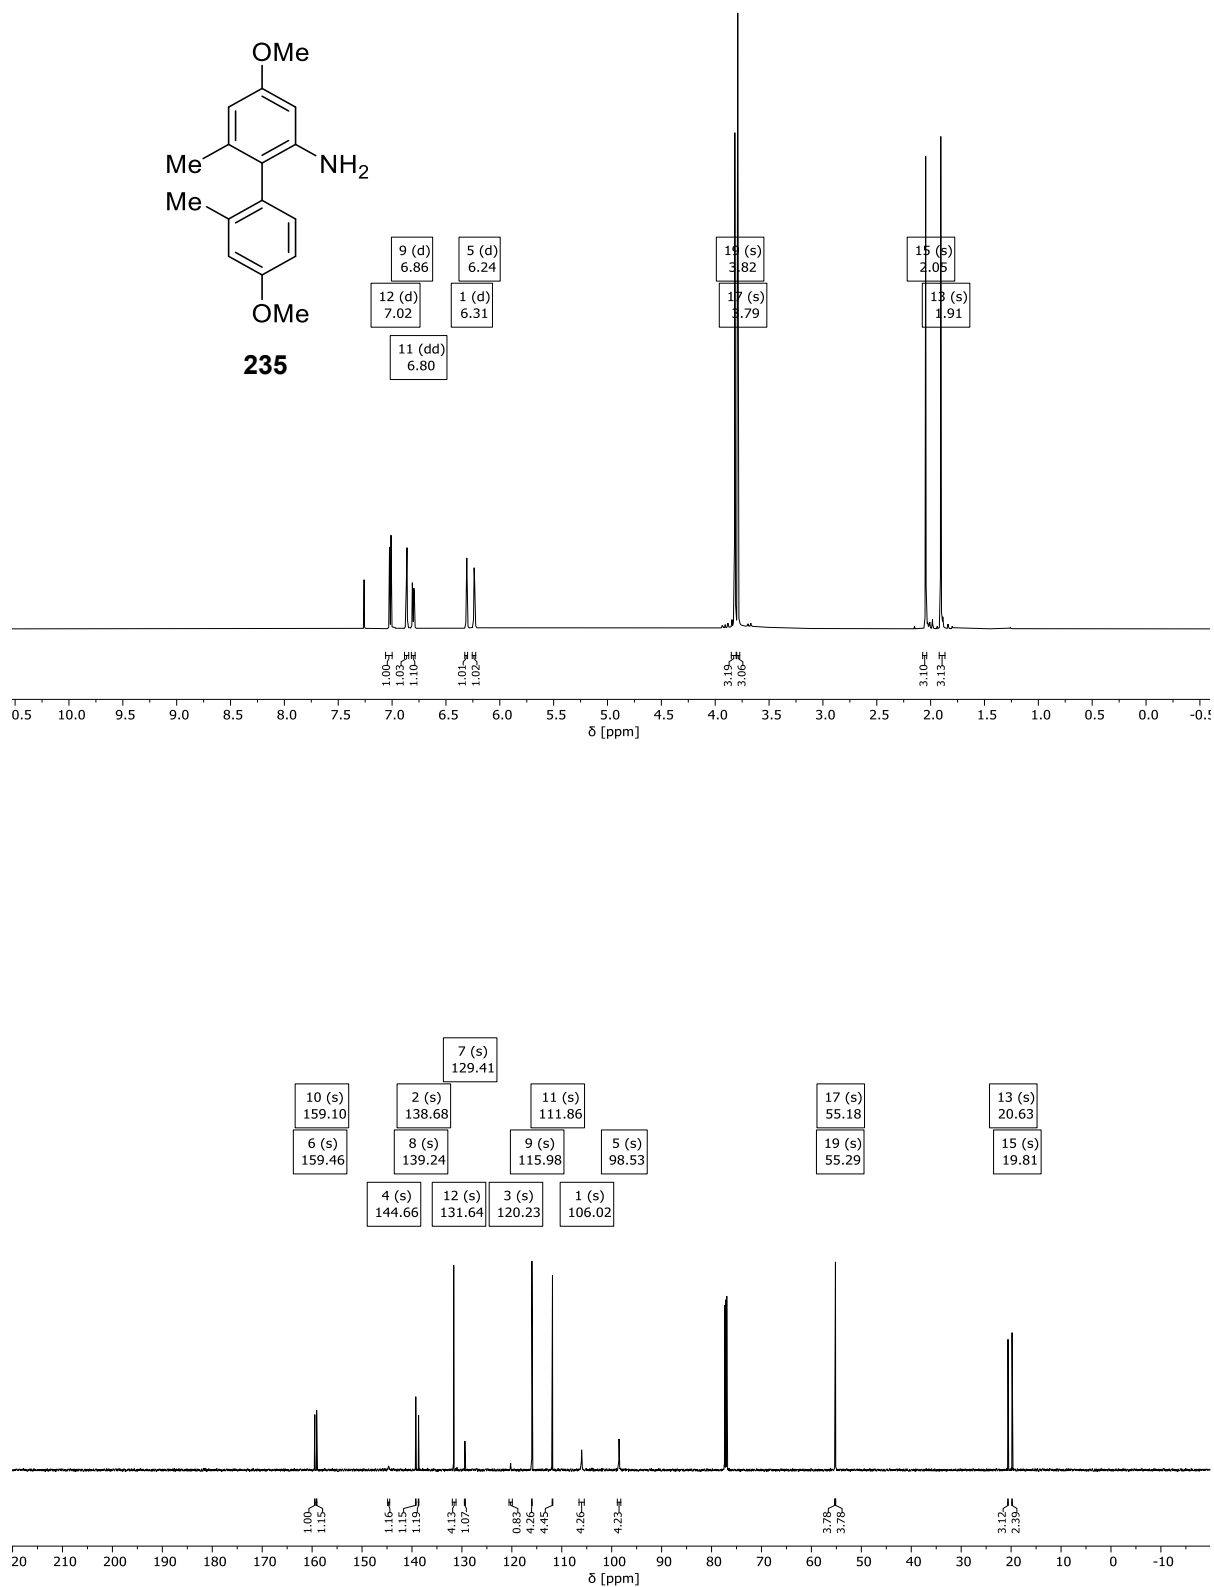 OMe
Me
NH2
Me
OMe
235
9 (d)
6.86
5 (d)
6.24
19 (s)
3.82
15 (s)
2.05
12 (d)
7.02
1 (d)
6.31
17 (s)
3.79
13 (s)
1.91
11 (dd)
6.80
1.00
1.03
1.10
1.01
1.02
3.19
3.06
3.10
3.13
0.5 10.0 9.5 9.0 8.5 8.0 7.5 7.0 6.5 6.0 5.5 5.0 4.5 4.0 3.5 3.0 2.5 2.0 1.5 1.0 0.5 0.0 -0.5
δ [ppm]
7 (s)
129.41
10 (s)
159.10
2 (s)
138.68
11 (s)
111.86
17 (s)
55.18
13 (s)
20.63
6 (s)
159.46
8 (s)
139.24
9 (s)
115.98
5 (s)
98.53
19 (s)
55.29
15 (s)
19.81
4 (s)
144.66
12 (s)
131.64
3 (s)
120.23
1 (s)
106.02
1.00
1.15
1.16
1.15
1.19
4.13
1.07
0.83
4.26
4.45
4.26
4.23
3.78
3.78
3.12
2.39
20 210 200 190 180 170 160 150 140 130 120 110 100 90 80 70 60 50 40 30 20 10 0 -10
δ [ppm]